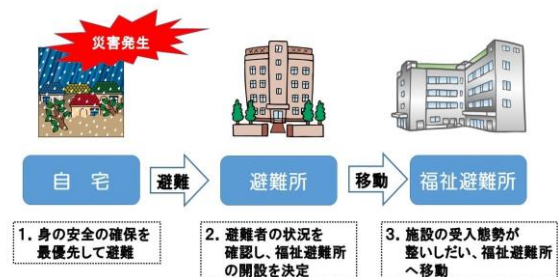 災害発生
自宅
避難
避難所
移動
福祉避難所
1. 身の安全の確保を
最優先して避難
2. 避難者の状況を
確認し、福祉避難所
の開設を決定
3. 施設の受入態勢が
整いしだい、福祉避難所
へ移動